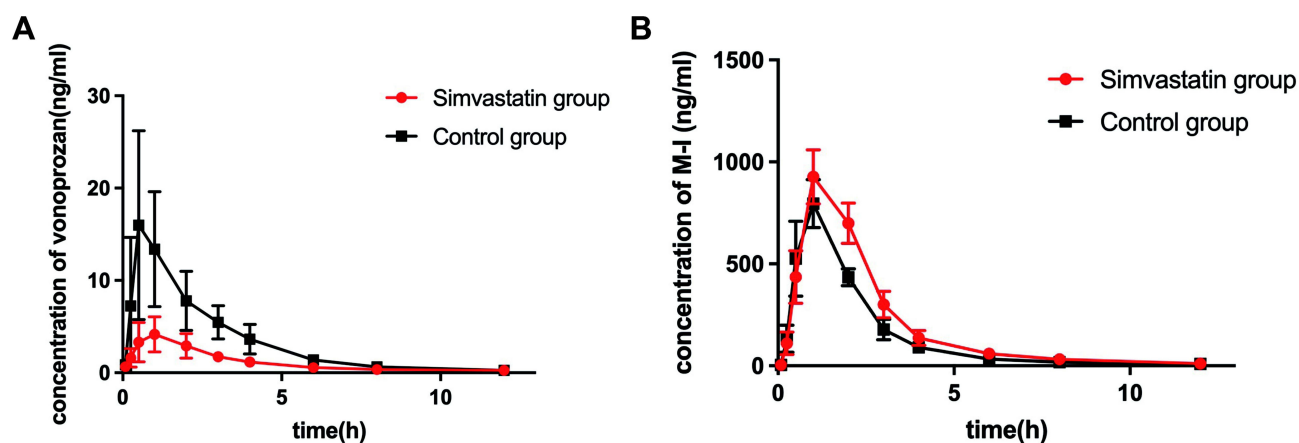 A
concentration of vonoprozan(ng/ml)
30
20
10
0
0
5
10
time(h)
Simvastatin group
Control group
B
concentration of M-I (ng/ml)
1500
1000
500
0
0
5
10
time(h)
Simvastatin group
Control group